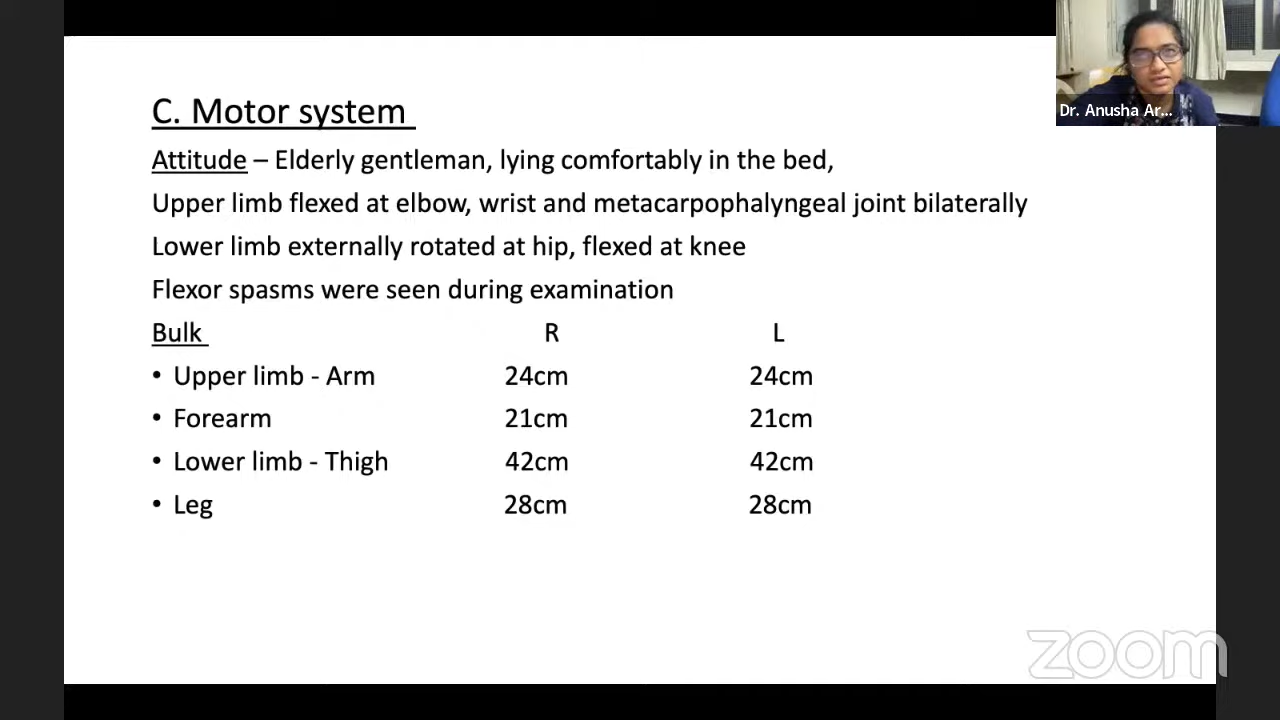 C. Motor system
Attitude – Elderly gentleman, lying comfortably in the bed,
Upper limb flexed at elbow, wrist and metacarpophalyngeal joint bilaterally
Lower limb externally rotated at hip, flexed at knee
Flexor spasms were seen during examination
Bulk R L
• Upper limb - Arm 24cm 24cm
• Forearm 21cm 21cm
• Lower limb - Thigh 42cm 42cm
• Leg 28cm 28cm
Dr. Anusha Ar...
zoom